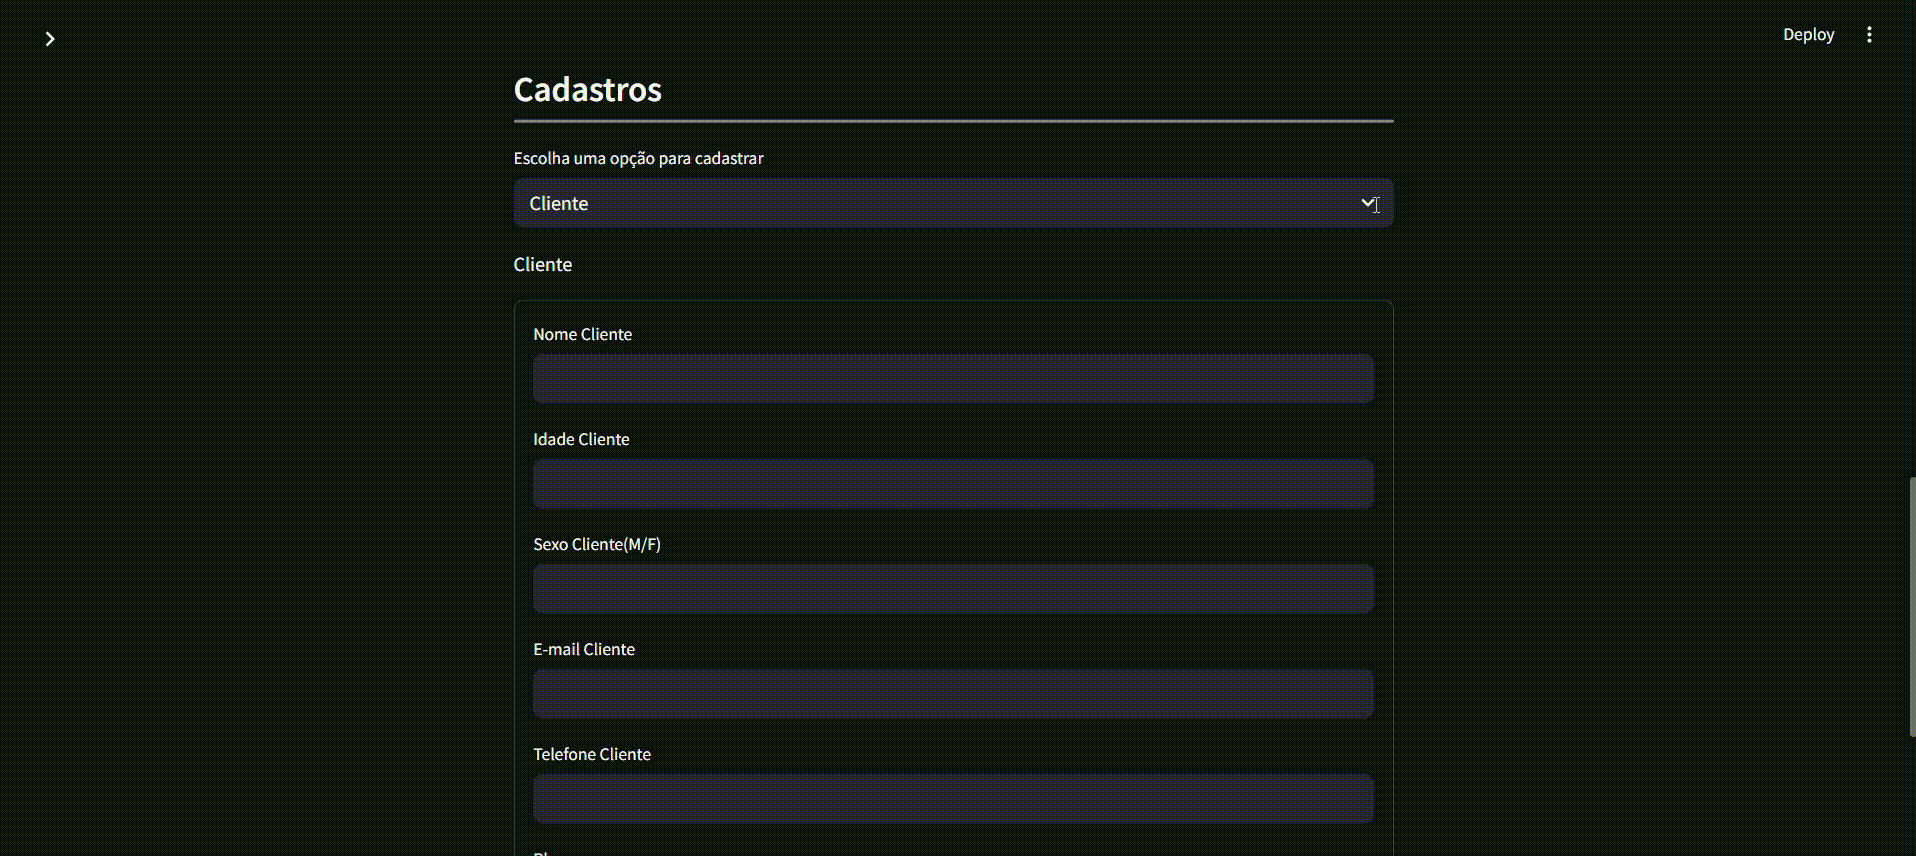 Deploy
Cadastros
Escolha uma opção para cadastrar
Cliente
Cliente
Nome Cliente
Idade Cliente
Sexo Cliente(M/F)
E-mail Cliente
Telefone Cliente